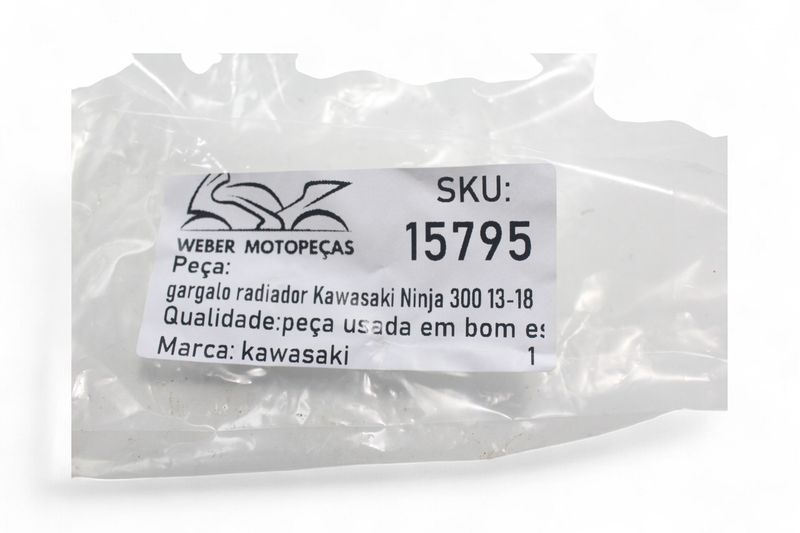 SKU:
15795
WEBER MOTOPEÇAS
Peça:
gargalo radiador Kawasaki Ninja 300 13-18
Qualidade:peça usada em bom es
Marca: kawasaki 1